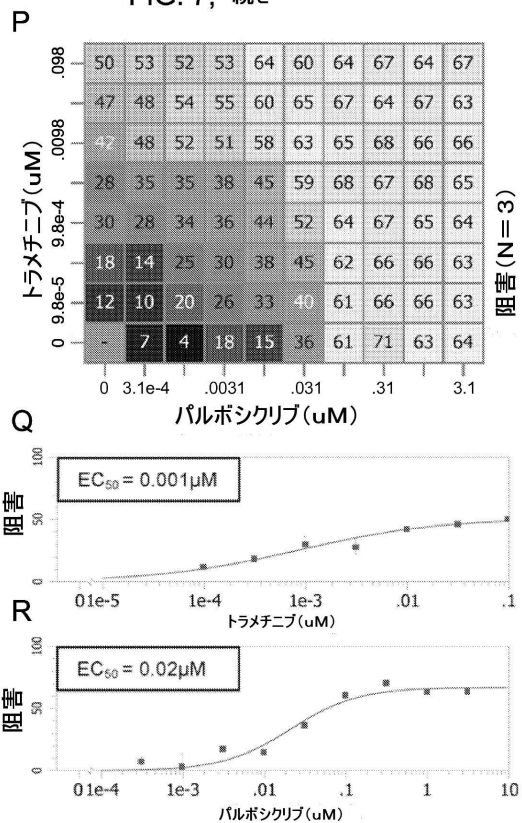 FIG. 7, 続き
P
.098 50 53 52 53 64 60 64 67 64 67
47 48 54 55 60 65 67 64 67 63
.0098 42 48 52 51 58 63 65 68 66 66
28 35 35 38 45 59 68 67 68 65
9.8e-4 30 28 34 36 44 52 64 67 65 64
18 14 25 30 38 45 62 66 66 63
9.8e-5 12 10 20 26 33 40 61 66 66 63
0 - 7 4 18 15 36 61 71 63 64
0 3.1e-4 .0031 .031 .31 3.1
トラメチニブ(uM)
パルボシクリブ(uM)
阻害(N=3)
Q
EC50 = 0.001μM
阻害
100
50
0
01e-5 1e-4 1e-3 .01 .1
トラメチニブ(uM)
R
EC50 = 0.02μM
阻害
100
50
0
01e-4 1e-3 .01 .1 1 10
パルボシクリブ(uM)